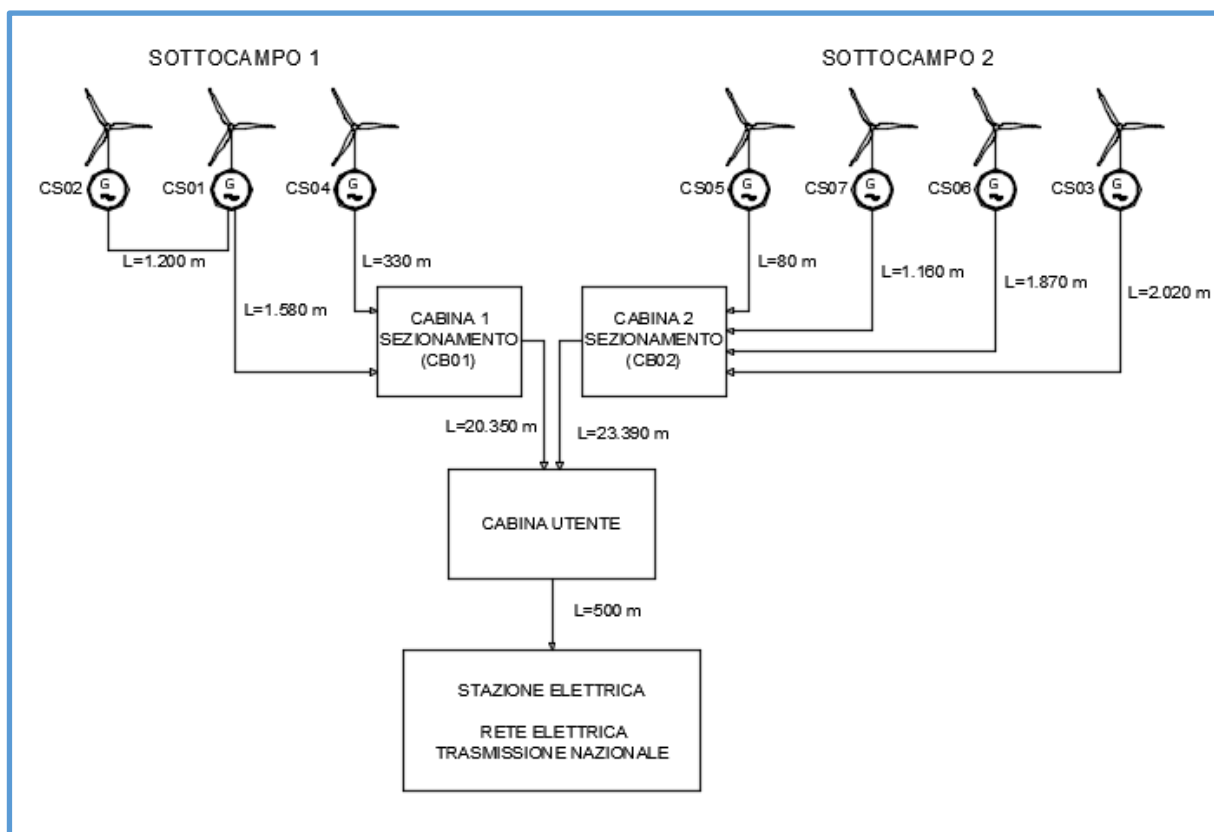 SOTTOCAMPO 1
SOTTOCAMPO 2
CS02
G
CS01
G
CS04
G
CS05
G
CS07
G
CS06
G
CS03
G
L=1.200 m
L=330 m
L=80 m
L=1.160 m
L=1.870 m
L=2.020 m
L=1.580 m
CABINA 1
SEZIONAMENTO
(CB01)
CABINA 2
SEZIONAMENTO
(CB02)
L=20.350 m
L=23.390 m
CABINA UTENTE
L=500 m
STAZIONE ELETTRICA
RETE ELETTRICA
TRASMISSIONE NAZIONALE